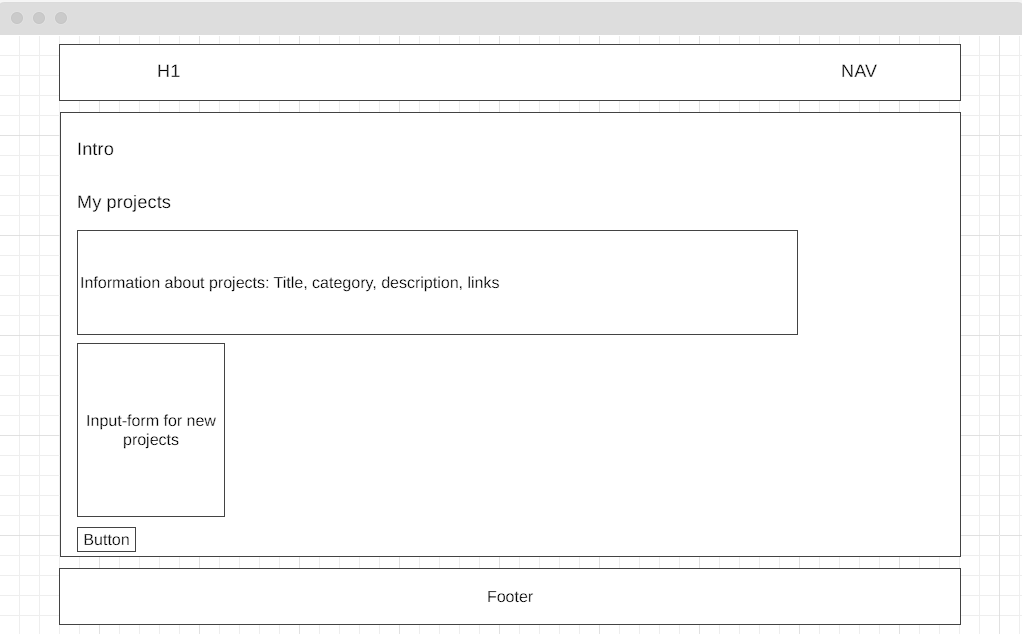 H1
NAV
Intro
My projects
Information about projects: Title, category, description, links
Input-form for new
projects
Button
Footer